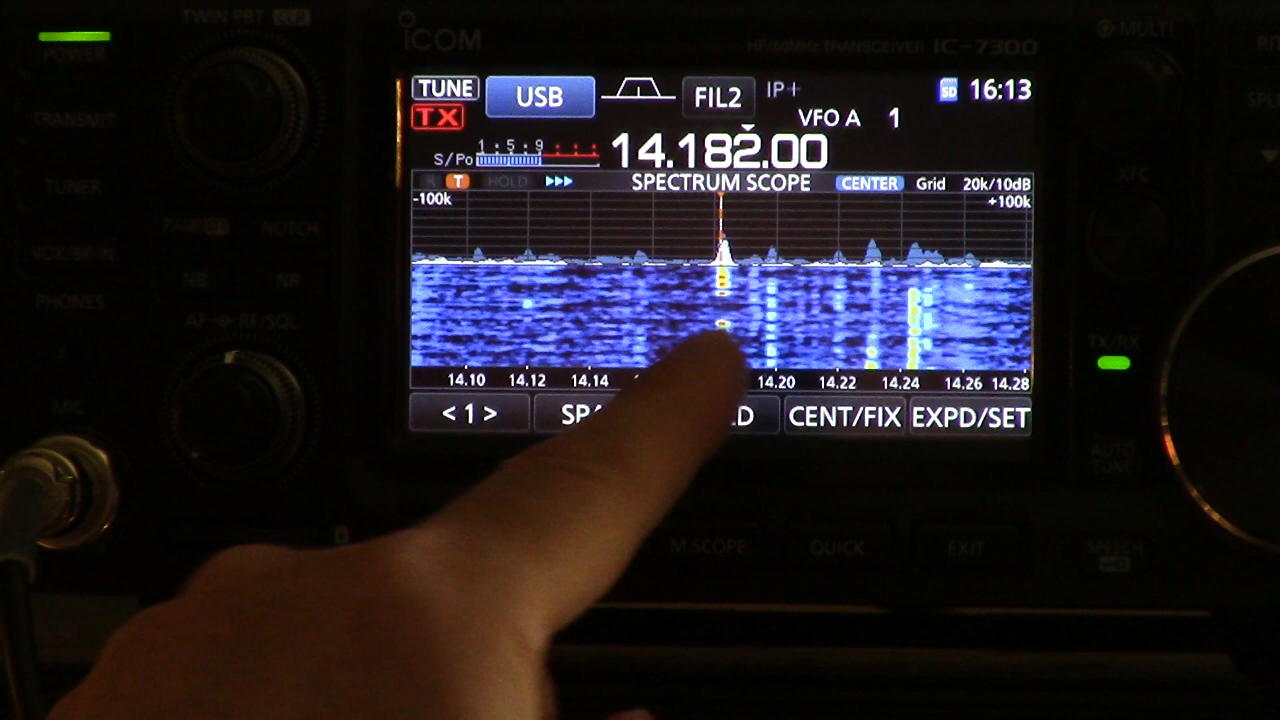 TWIN PBT CLR
POWER
ICOM
HF/50MHz TRANSCEIVER IC-7300
MULTI
TUNE USB FIL2 IP+ SD 16:13
TX VFO A 1
TRANSMIT
S/Po 1 5 9 14.182.00
R T HOLD SPECTRUM SCOPE CENTER Grid 20k/10dB
-100k +100k
XFC
TUNER
NOTCH
VOX/BK-IN
NB NR
PHONES
AF RF/SQL
TX/RX
14.10 14.12 14.14 14.20 14.22 14.24 14.26 14.28
MIC
<1> CENT/FIX EXPD/SET
AUTO
TUNE
M.SCOPE QUICK EXIT SPEECH